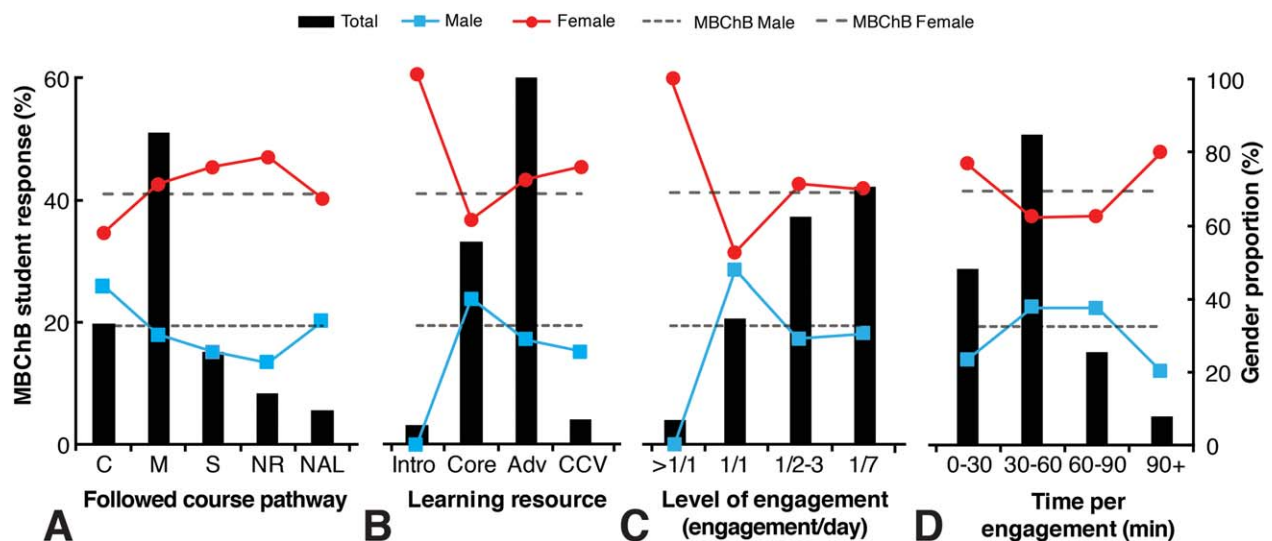 Total Male Female MBChB Male MBChB Female
MBChB student response (%)
60
40
20
0
C M S NR NAL
Followed course pathway
A
Intro Core Adv CCV
Learning resource
B
>1/1 1/1 1/2-3 1/7
Level of engagement
(engagement/day)
C
0-30 30-60 60-90 90+
Time per
engagement (min)
D
100
80
60
40
20
0
Gender proportion (%)